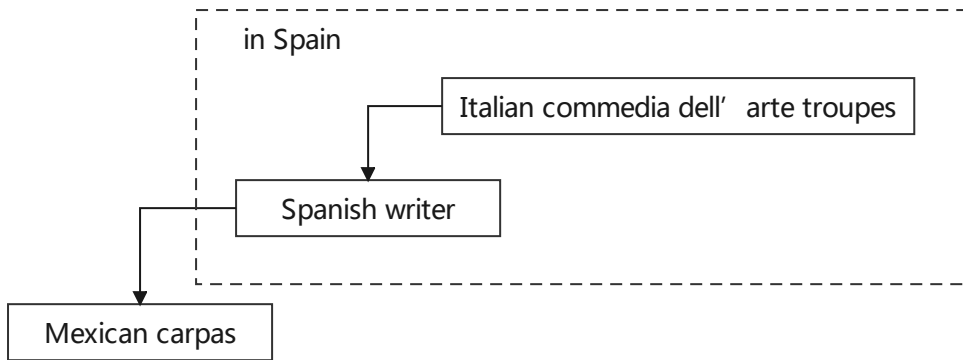 in Spain
Italian commedia dell’ arte troupes
Spanish writer
Mexican carpas